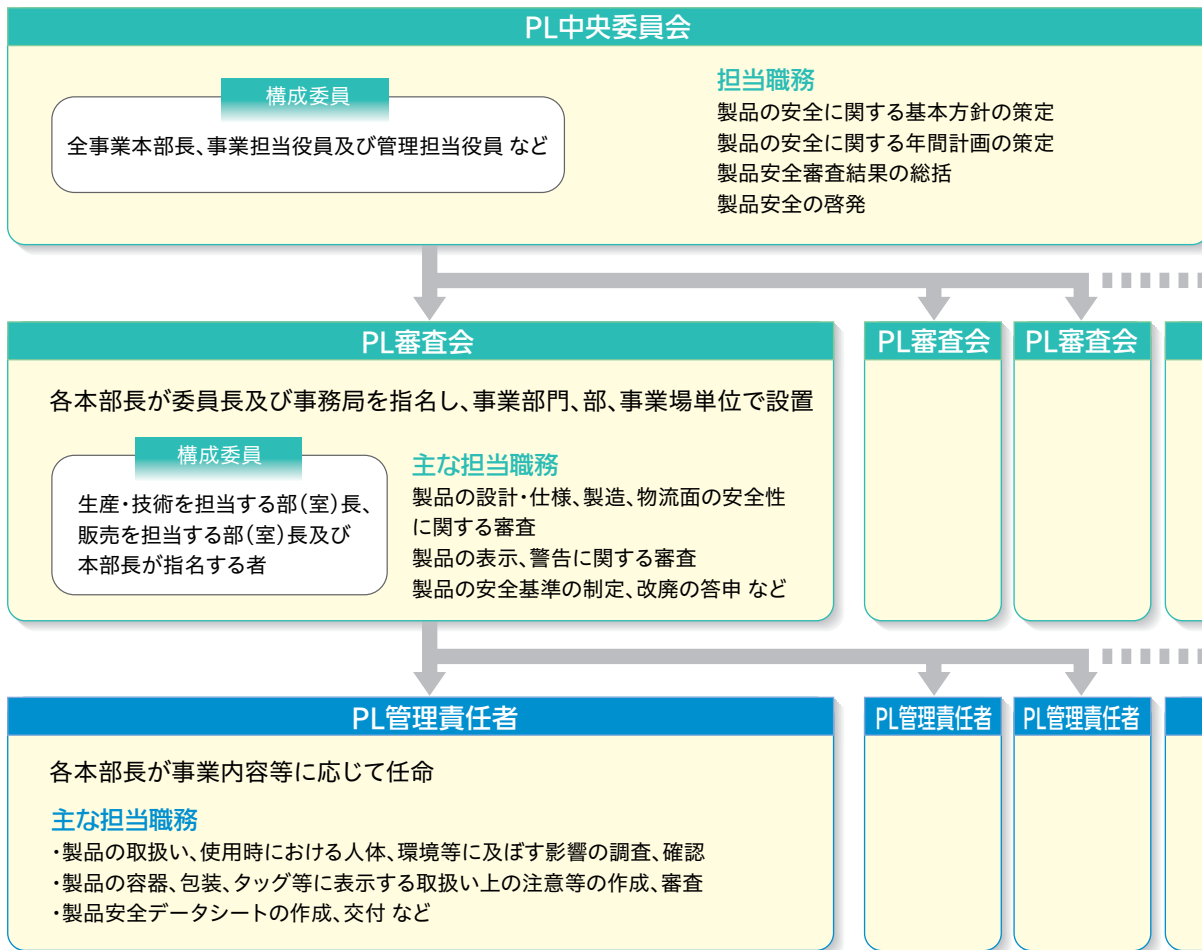 PL中央委員会
構成委員
全事業本部長、事業担当役員及び管理担当役員 など
担当職務
製品の安全に関する基本方針の策定
製品の安全に関する年間計画の策定
製品安全審査結果の総括
製品安全の啓発
PL審査会
各本部長が委員長及び事務局を指名し、事業部門、部、事業場単位で設置
構成委員
生産・技術を担当する部(室)長、
販売を担当する部(室)長及び
本部長が指名する者
主な担当職務
製品の設計・仕様、製造、物流面の安全性
に関する審査
製品の表示、警告に関する審査
製品の安全基準の制定、改廃の答申 など
PL審査会
PL審査会
PL管理責任者
各本部長が事業内容等に応じて任命
主な担当職務
・製品の取扱い、使用時における人体、環境等に及ぼす影響の調査、確認
・製品の容器、包装、タッグ等に表示する取扱い上の注意等の作成、審査
・製品安全データシートの作成、交付 など
PL管理責任者
PL管理責任者